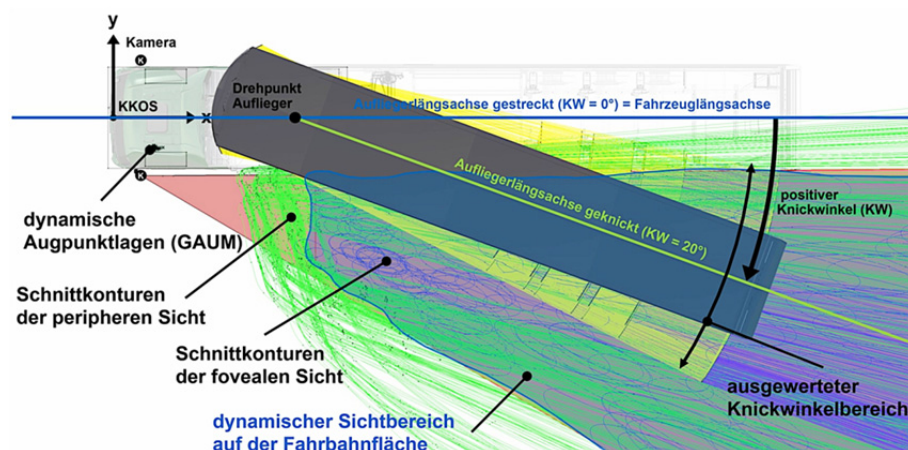 y
Kamera
K
Drehpunkt
Auflieger
Aufliegerlängsachse gestreckt (KW = 0°) = Fahrzeuglängsachse
KKOS
x
K
Aufliegerlängsachse geknickt (KW = 20°)
positiver
Knickwinkel (KW)
dynamische
Augpunktlagen (GAUM)
Schnittkonturen
der peripheren Sicht
Schnittkonturen
der fovealen Sicht
ausgewerteter
Knickwinkelbereich
dynamischer Sichtbereich
auf der Fahrbahnfläche